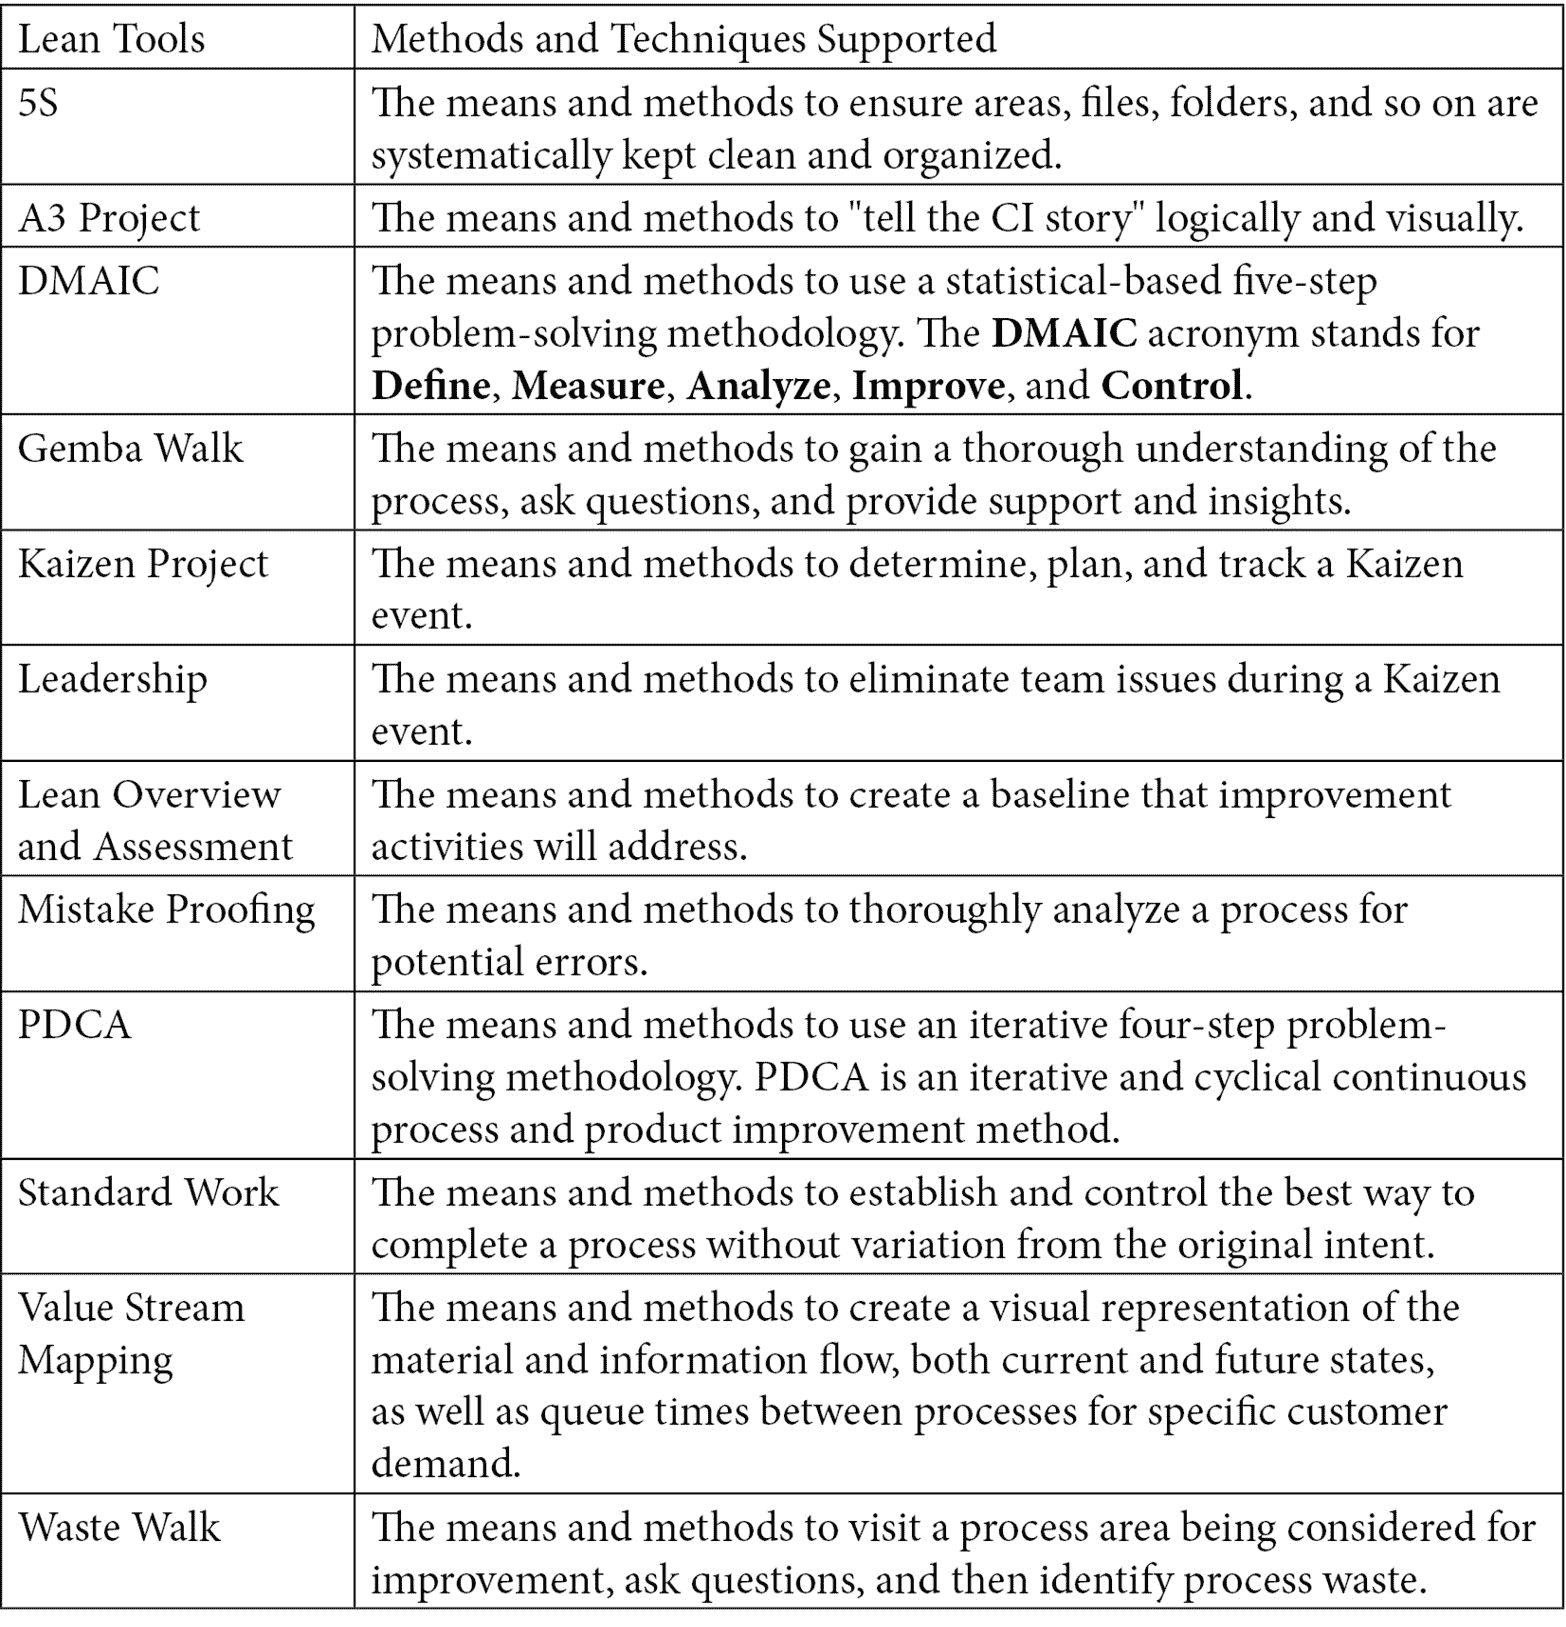 Lean Tools
Methods and Techniques Supported
5S
The means and methods to ensure areas, files, folders, and so on are
systematically kept clean and organized.
A3 Project
The means and methods to "tell the CI story" logically and visually.
DMAIC
The means and methods to use a statistical-based five-step
problem-solving methodology. The DMAIC acronym stands for
Define, Measure, Analyze, Improve, and Control.
Gemba Walk
The means and methods to gain a thorough understanding of the
process, ask questions, and provide support and insights.
Kaizen Project
The means and methods to determine, plan, and track a Kaizen
event.
Leadership
The means and methods to eliminate team issues during a Kaizen
event.
Lean Overview
and Assessment
The means and methods to create a baseline that improvement
activities will address.
Mistake Proofing
The means and methods to thoroughly analyze a process for
potential errors.
PDCA
The means and methods to use an iterative four-step problem-
solving methodology. PDCA is an iterative and cyclical continuous
process and product improvement method.
Standard Work
The means and methods to establish and control the best way to
complete a process without variation from the original intent.
Value Stream
Mapping
The means and methods to create a visual representation of the
material and information flow, both current and future states,
as well as queue times between processes for specific customer
demand.
Waste Walk
The means and methods to visit a process area being considered for
improvement, ask questions, and then identify process waste.